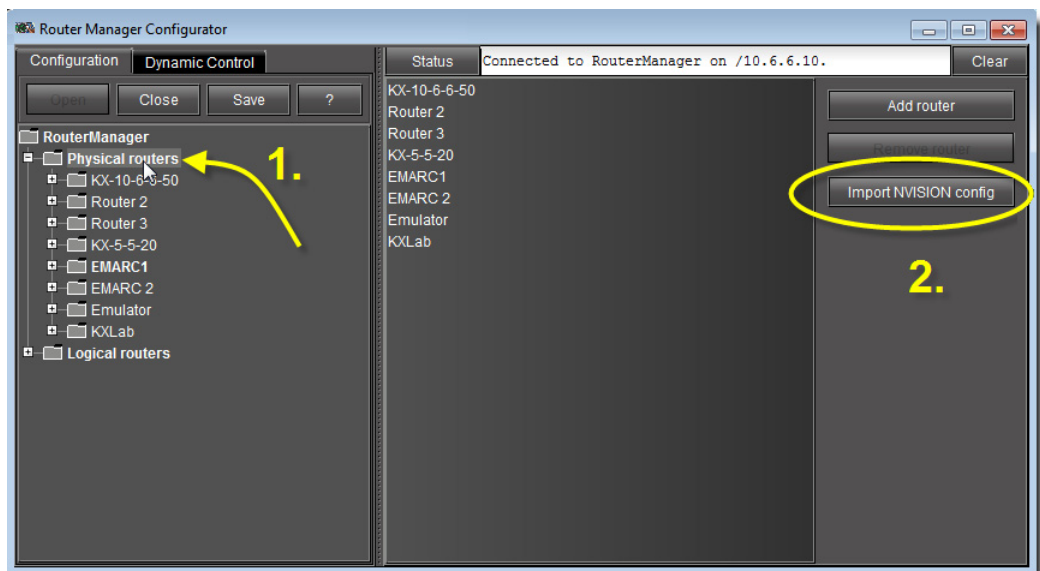 Router Manager Configurator
Configuration
Dynamic Control
Open
Close
Save
?
RouterManager
Physical routers
KX-10-6-6-50
Router 2
Router 3
KX-5-5-20
EMARC1
EMARC 2
Emulator
KXLab
Logical routers
1.
Status
Connected to RouterManager on /10.6.6.10.
Clear
KX-10-6-6-50
Router 2
Router 3
KX-5-5-20
EMARC1
EMARC 2
Emulator
KXLab
Add router
Remove router
Import NVISION config
2.